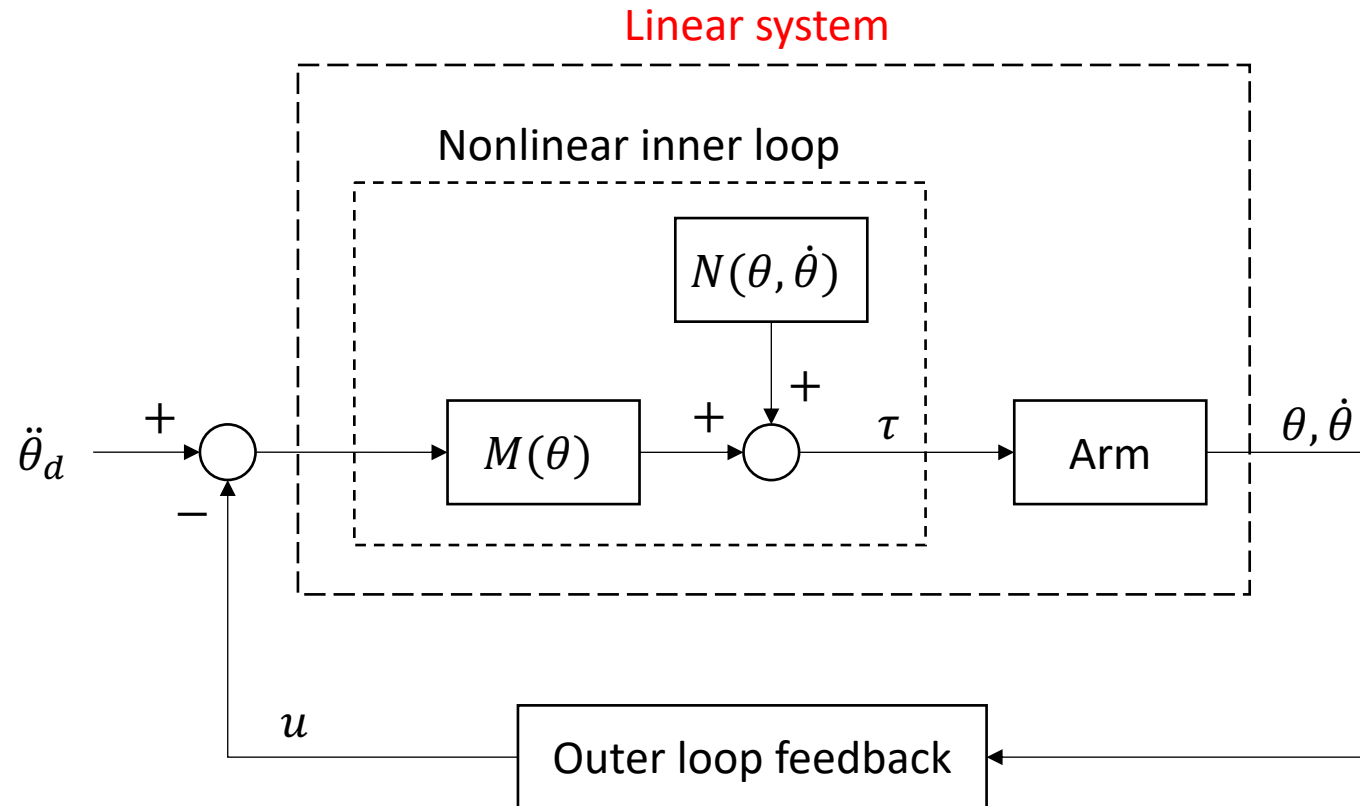 Linear system
Nonlinear inner loop
N(θ, θ̇)
+
+ + τ θ, θ̇
θ̈_d M(θ) Arm
−
u
Outer loop feedback